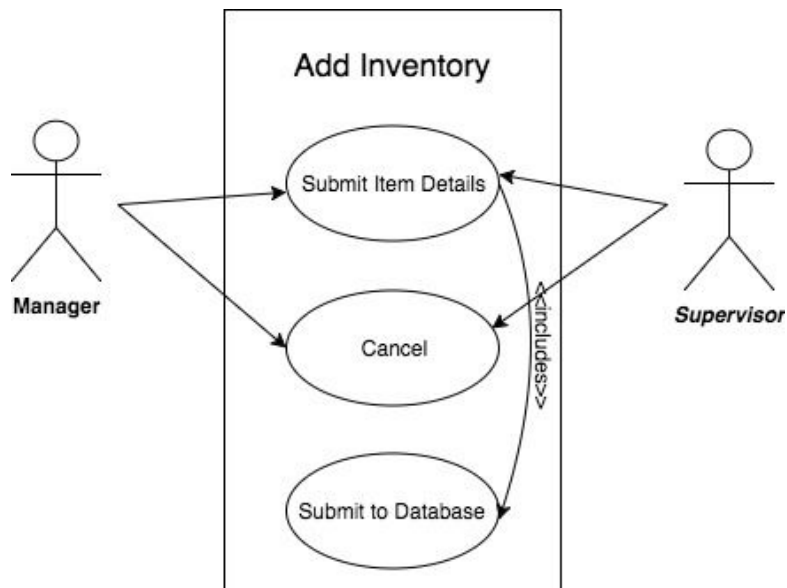 Add Inventory
Submit Item Details
Manager
Supervisor
Cancel
<<includes>>
Submit to Database